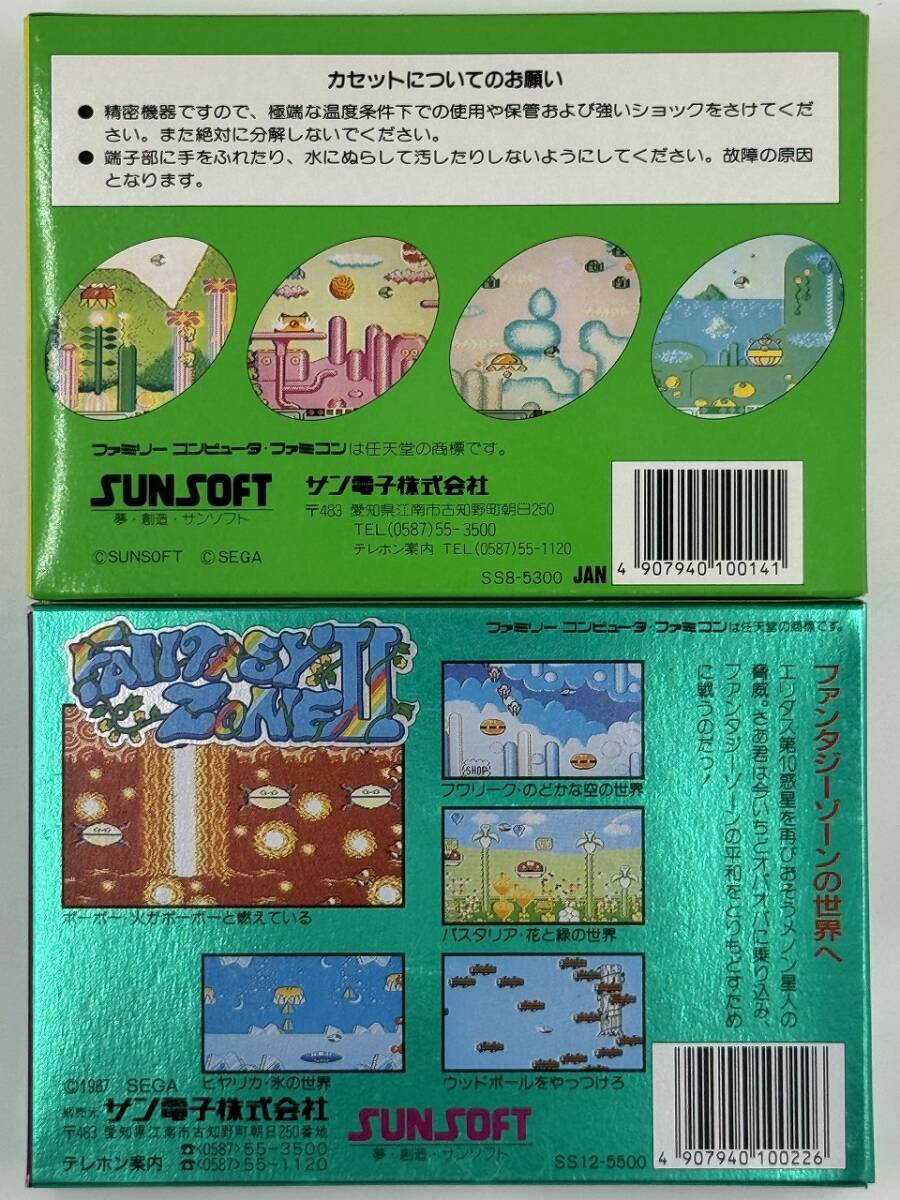 カセットについてのお願い
● 精密機器ですので、極端な温度条件下での使用や保管および強いショックをさけてくだ
さい。また絶対に分解しないでください。
● 端子部に手をふれたり、水にぬらして汚したりしないようにしてください。故障の原因
となります。
ファミリー コンピュータ・ファミコンは任天堂の商標です。
SUNSOFT
夢・創造・サンソフト
サン電子株式会社
〒483 愛知県江南市古知野町朝日250
TEL(0587)55-3500
テレホン案内 TEL(0587)55-1120
©SUNSOFT ©SEGA
SS8-5300 JAN
4 907940 100141
FANTASY
ZONE II
ファミリー コンピュータ・ファミコンは任天堂の商標です。
ファンタジーゾーンの世界へ
エリダス第10惑星を再びおそうメノン星人の
脅威。さあ君は今いちどオパオパに乗り込み、
ファンタジーゾーンの平和をとりもどすため
に戦うのだっ!
SHOP
フワリーク・のどかな空の世界
パスタリア・花と緑の世界
ボーボー・火がボーボーと燃えている
ヒヤリカ・氷の世界
ウッドボールをやっつけろ
©1987 SEGA
販売元 サン電子株式会社
〒483 愛知県江南市古知野町朝日250番地
☎(0587)55-3500
テレホン案内 ☎(0587)55-1120
SUNSOFT
夢・創造・サンソフト
SS12-5500
4 907940 100226